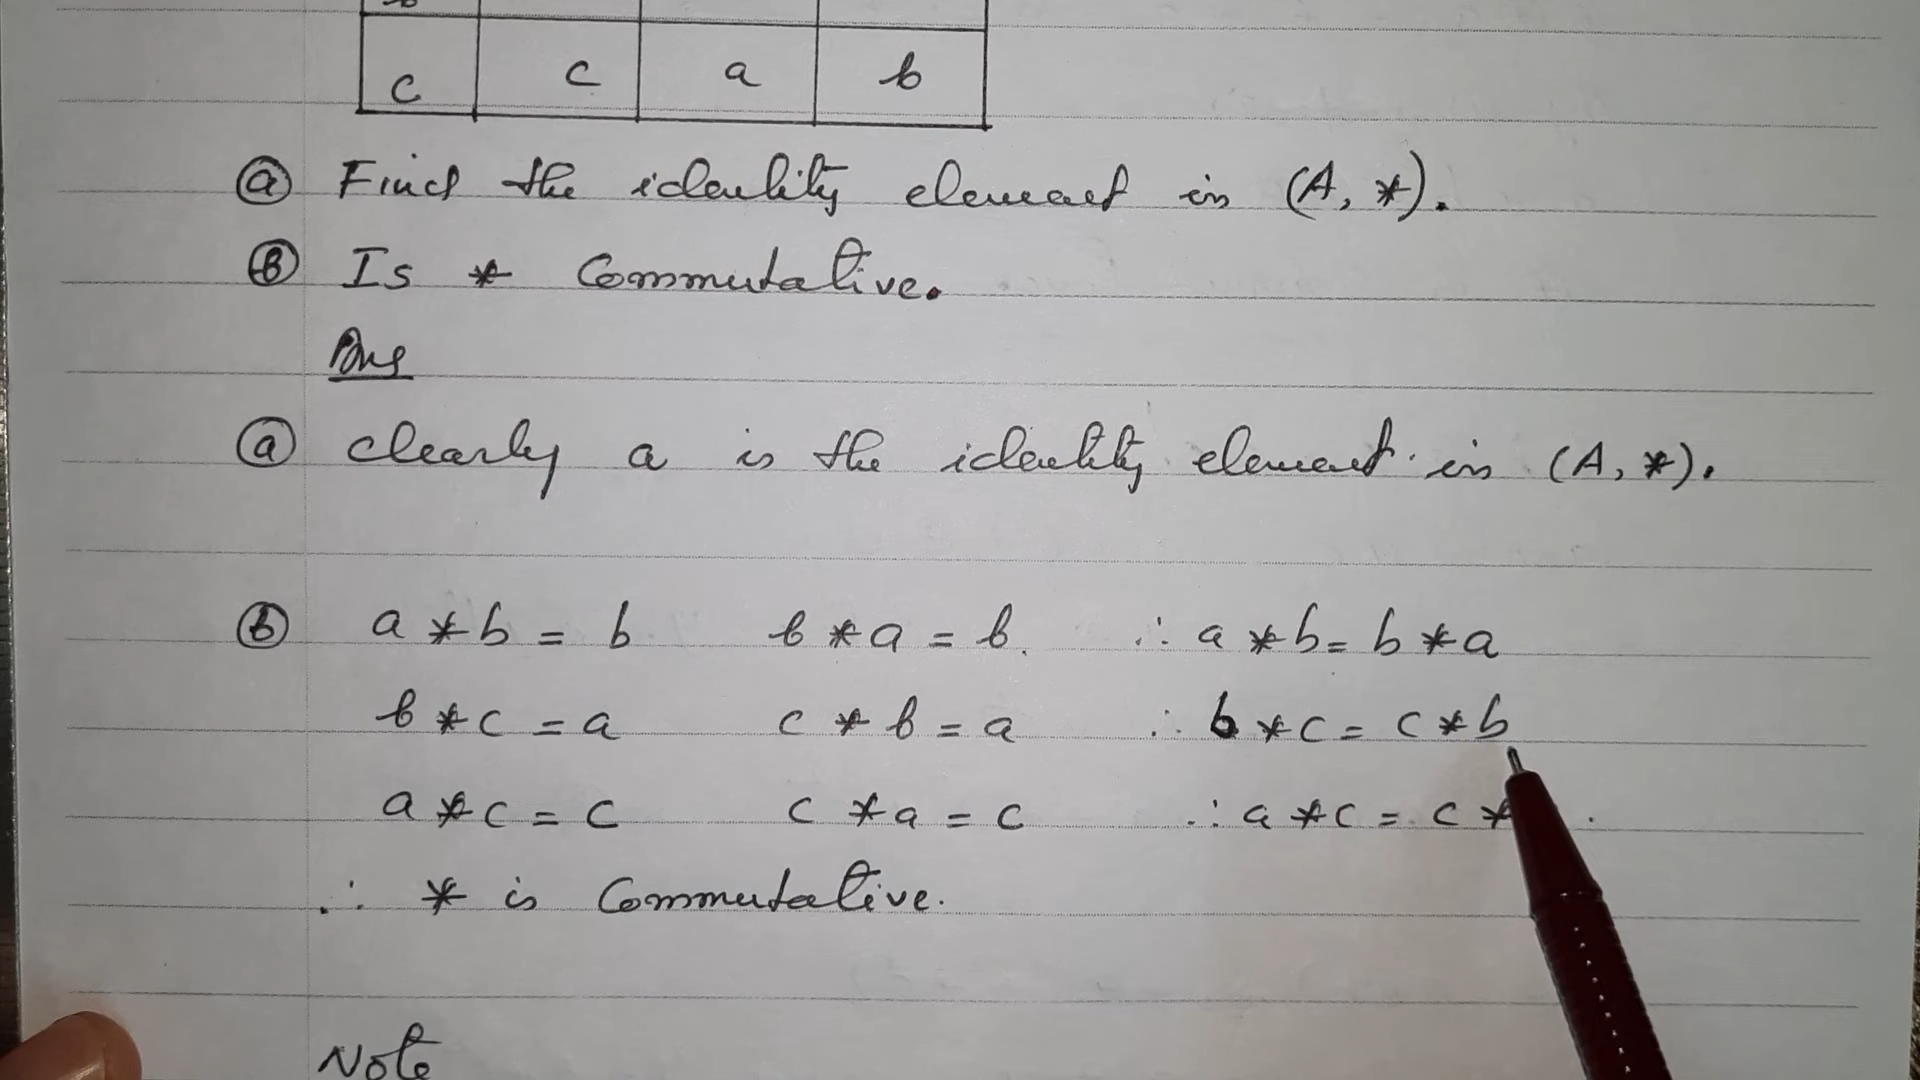 c c a b
ⓐ Find the identity element in (A, *).
ⓑ Is * Commutative.
Ans
ⓐ clearly a is the identity element in (A, *).
ⓑ a * b = b b * a = b. ∴ a * b = b * a
b * c = a c * b = a ∴ b * c = c * b
a * c = c c * a = c ∴ a * c = c *
∴ * is Commutative.
Note